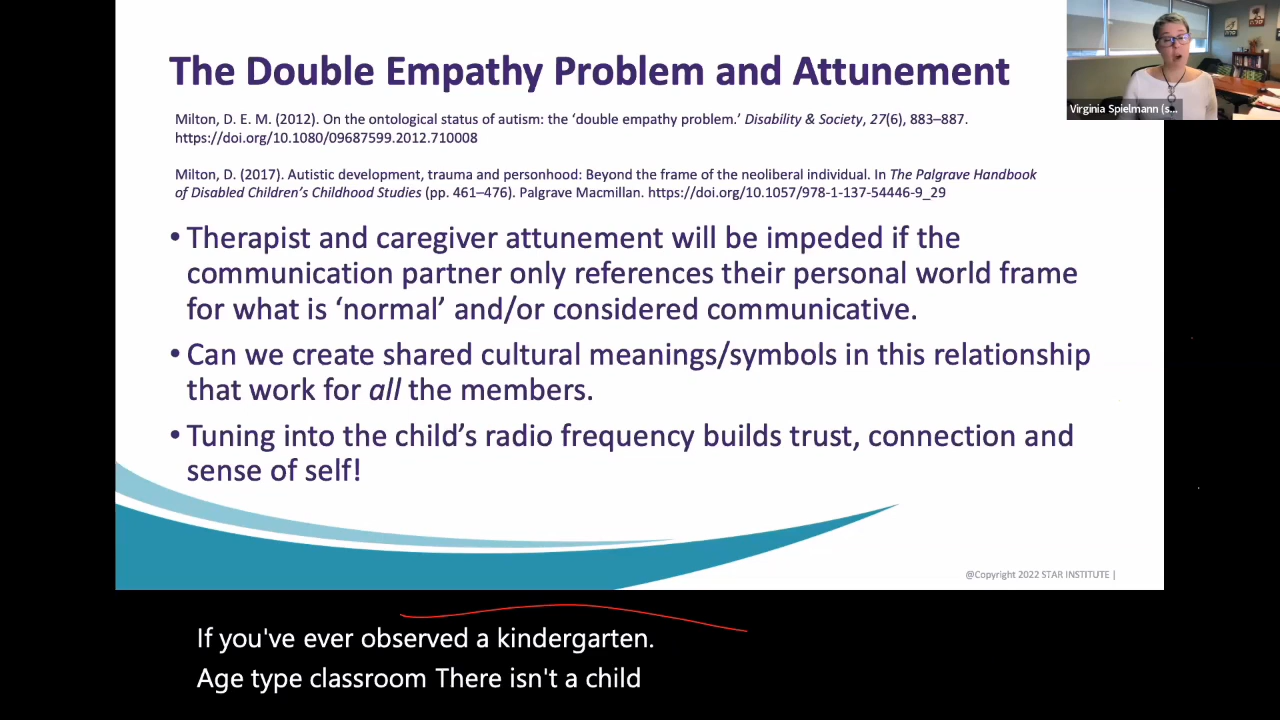 The Double Empathy Problem and Attunement
Virginia Spielmann (s...
Milton, D. E. M. (2012). On the ontological status of autism: the ‘double empathy problem.’ Disability & Society, 27(6), 883–887.
https://doi.org/10.1080/09687599.2012.710008
Milton, D. (2017). Autistic development, trauma and personhood: Beyond the frame of the neoliberal individual. In The Palgrave Handbook
of Disabled Children’s Childhood Studies (pp. 461–476). Palgrave Macmillan. https://doi.org/10.1057/978-1-137-54446-9_29
• Therapist and caregiver attunement will be impeded if the
communication partner only references their personal world frame
for what is ‘normal’ and/or considered communicative.
• Can we create shared cultural meanings/symbols in this relationship
that work for all the members.
• Tuning into the child’s radio frequency builds trust, connection and
sense of self!
@Copyright 2022 STAR INSTITUTE |
If you've ever observed a kindergarten.
Age type classroom There isn't a child